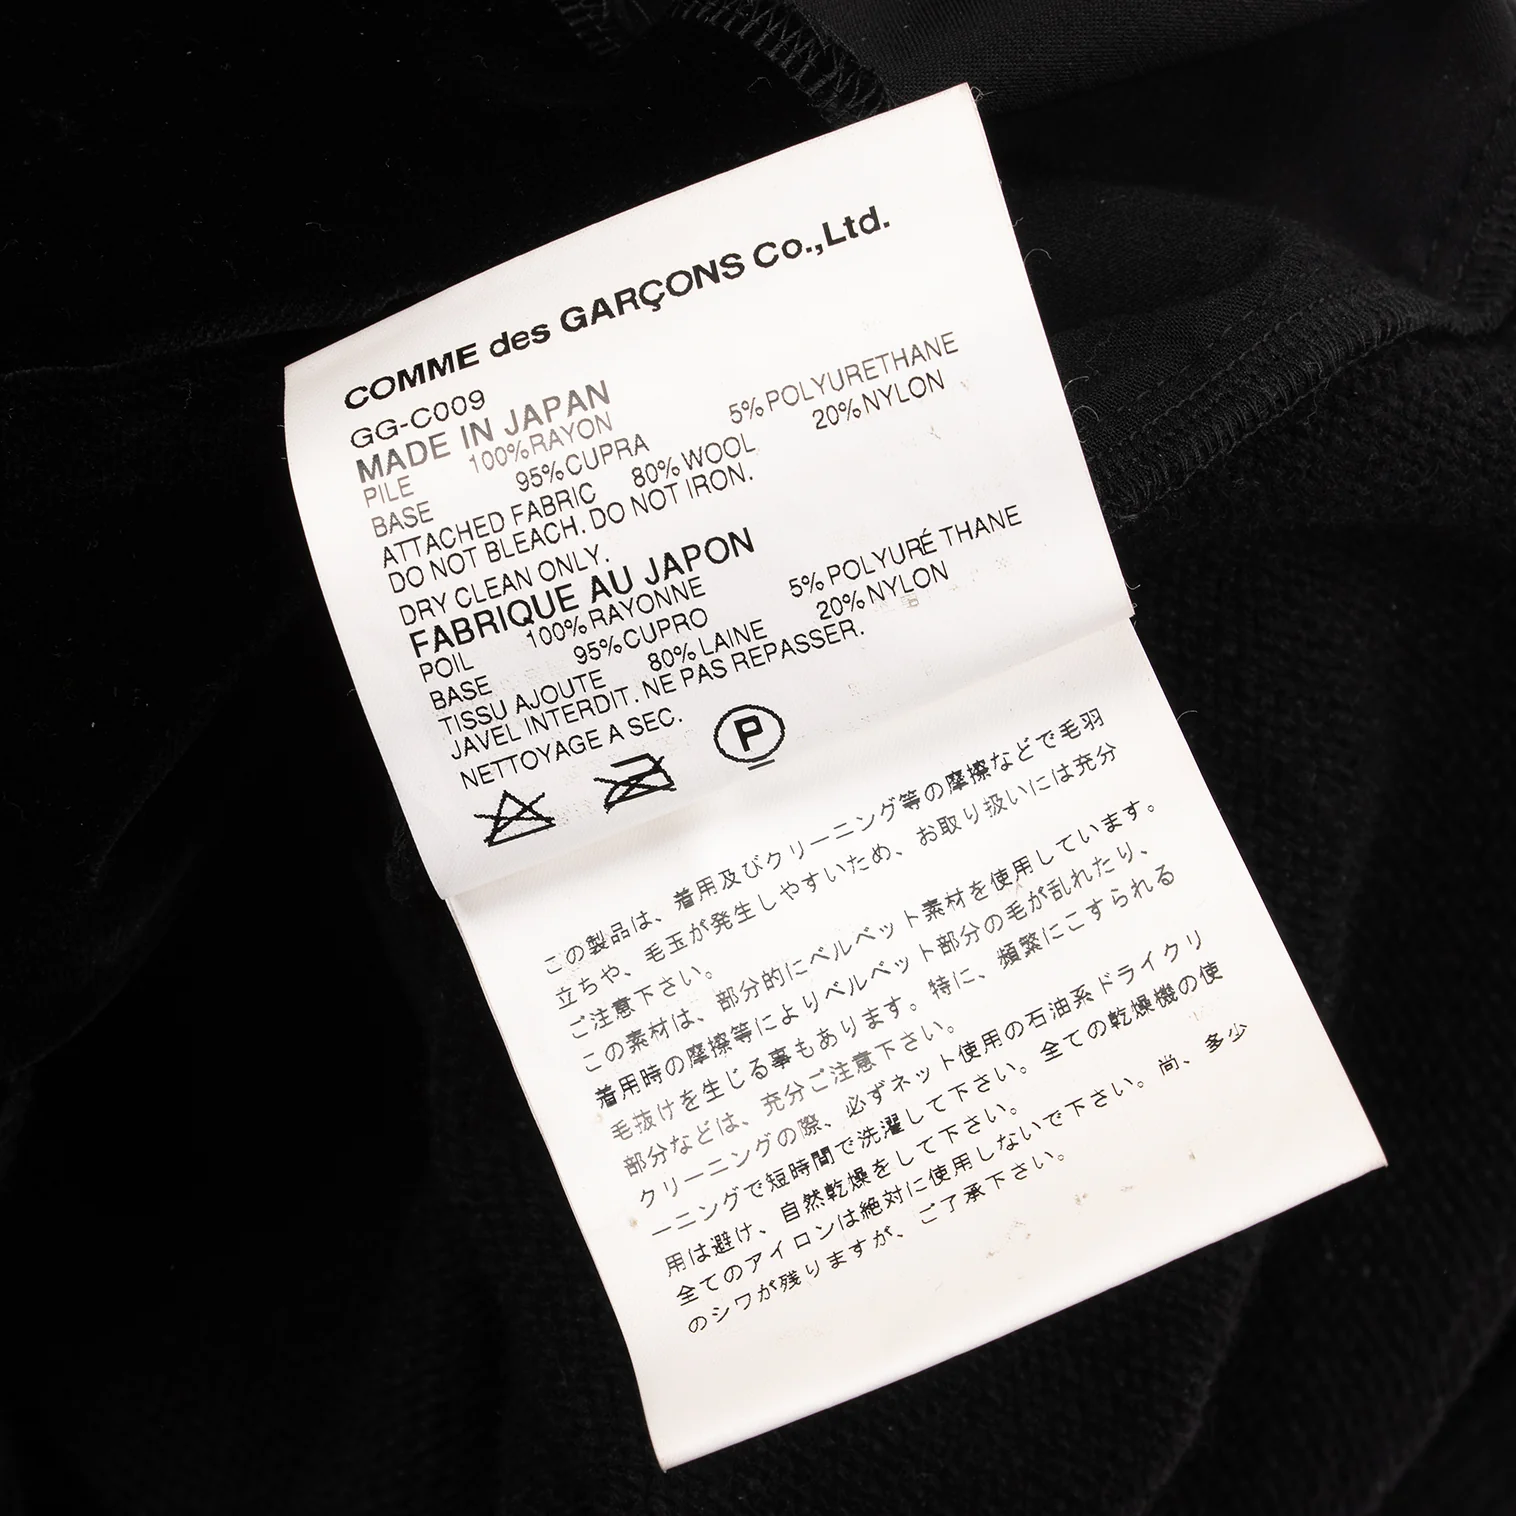 COMME des GARÇONS Co.,Ltd.
GG-C009
MADE IN JAPAN
PILE 100%RAYON
BASE 95%CUPRA 5%POLYURETHANE
ATTACHED FABRIC 80%WOOL 20%NYLON
DO NOT BLEACH. DO NOT IRON.
DRY CLEAN ONLY.
FABRIQUE AU JAPON
POIL 100%RAYONNE
BASE 95%CUPRO 5%POLYURÉ THANE
TISSU AJOUTE 80%LAINE 20%NYLON
JAVEL INTERDIT. NE PAS REPASSER.
NETTOYAGE A SEC.
P
この製品は、着用及びクリーニング等の摩擦などで毛羽
立ちや、毛玉が発生しやすいため、お取り扱いには充分
ご注意下さい。
この素材は、部分的にベルベット素材を使用しています。
着用時の摩擦等によりベルベット部分の毛が乱れたり、
毛抜けを生じる事もあります。特に、頻繁にこすられる
部分などは、充分ご注意下さい。
クリーニングの際、必ずネット使用の石油系ドライクリ
ーニングで短時間で洗濯して下さい。全ての乾燥機の使
用は避け、自然乾燥をして下さい。
全てのアイロンは絶対に使用しないで下さい。尚、多少
のシワが残りますが、ご了承下さい。